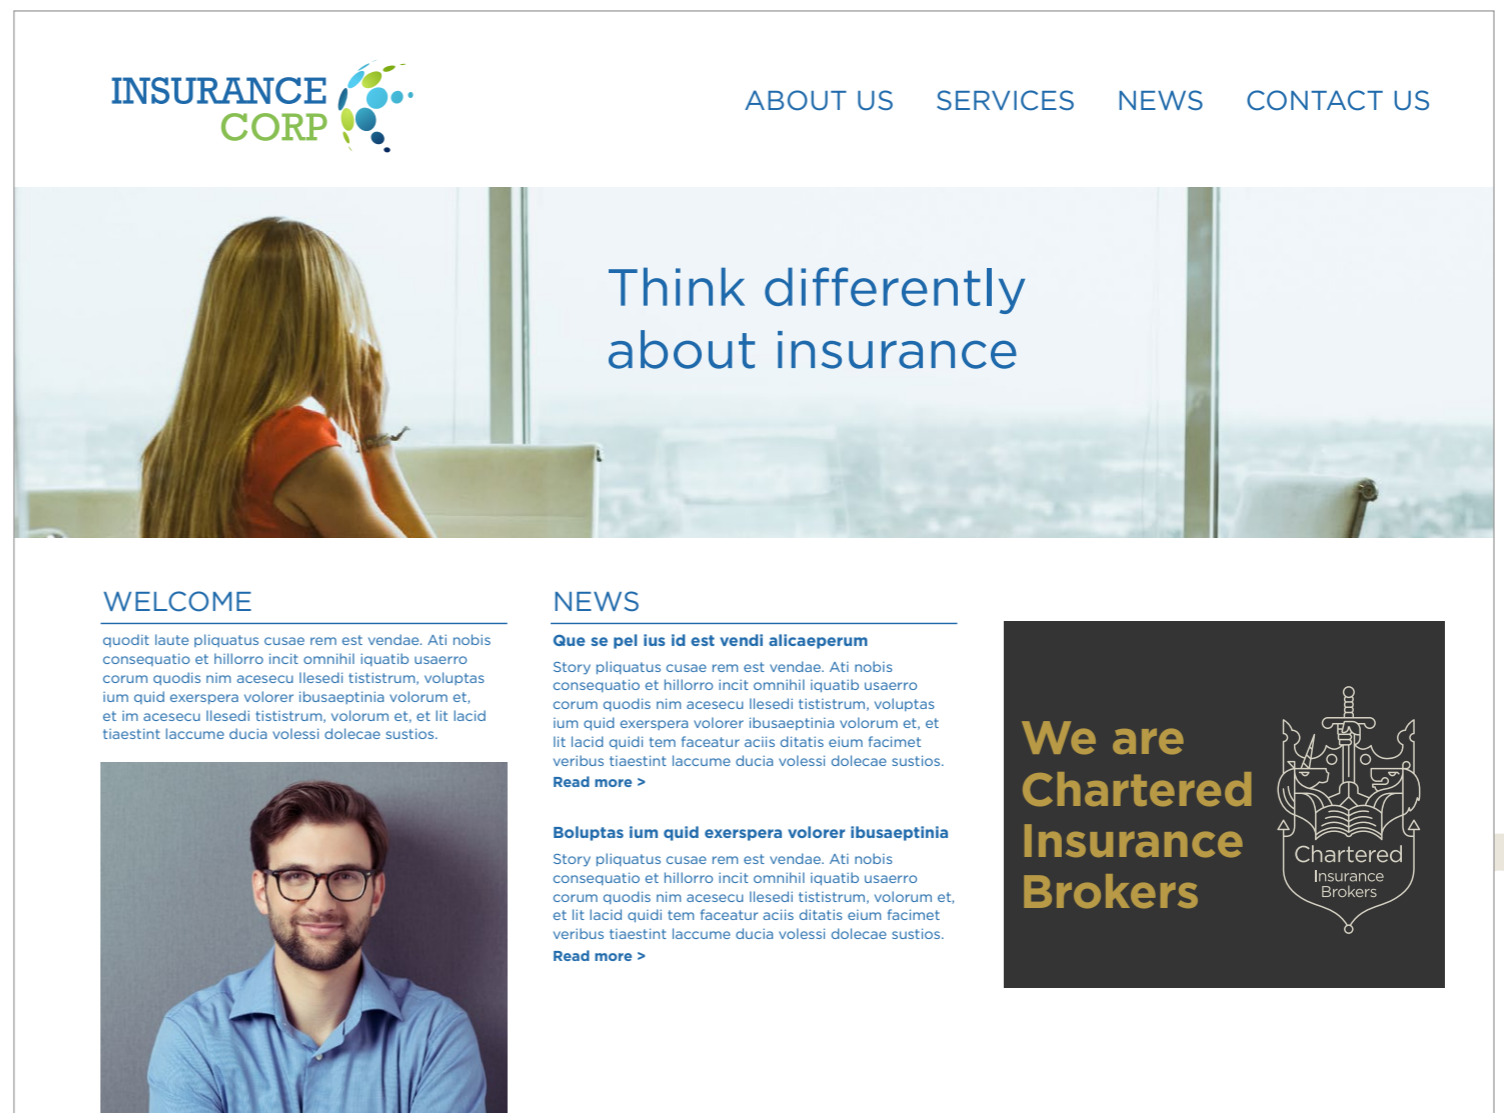 INSURANCE
CORP
ABOUT US SERVICES NEWS CONTACT US
Think differently
about insurance
WELCOME
quodit laute pliquatus cusae rem est vendae. Ati nobis
consequatio et hillorro incit omnihil iquatib usaerro
corum quodis nim acesecu llesedi tististrum, voluptas
ium quid exerspera volorer ibusaeptinia volorum et,
et im acesecu llesedi tististrum, volorum et, et lit lacid
tiaestint laccume ducia volessi dolecae sustios.
NEWS
Que se pel ius id est vendi alicaeperum
Story pliquatus cusae rem est vendae. Ati nobis
consequatio et hillorro incit omnihil iquatib usaerro
corum quodis nim acesecu llesedi tististrum, voluptas
ium quid exerspera volorer ibusaeptinia volorum et, et
lit lacid quidi tem faceatur aciis ditatis eium facimet
veribus tiaestint laccume ducia volessi dolecae sustios.
Read more >
Boluptas ium quid exerspera volorer ibusaeptinia
Story pliquatus cusae rem est vendae. Ati nobis
consequatio et hillorro incit omnihil iquatib usaerro
corum quodis nim acesecu llesedi tististrum, volorum et,
et lit lacid quidi tem faceatur aciis ditatis eium facimet
veribus tiaestint laccume ducia volessi dolecae sustios.
Read more >
We are
Chartered
Insurance
Brokers
Chartered
Insurance
Brokers